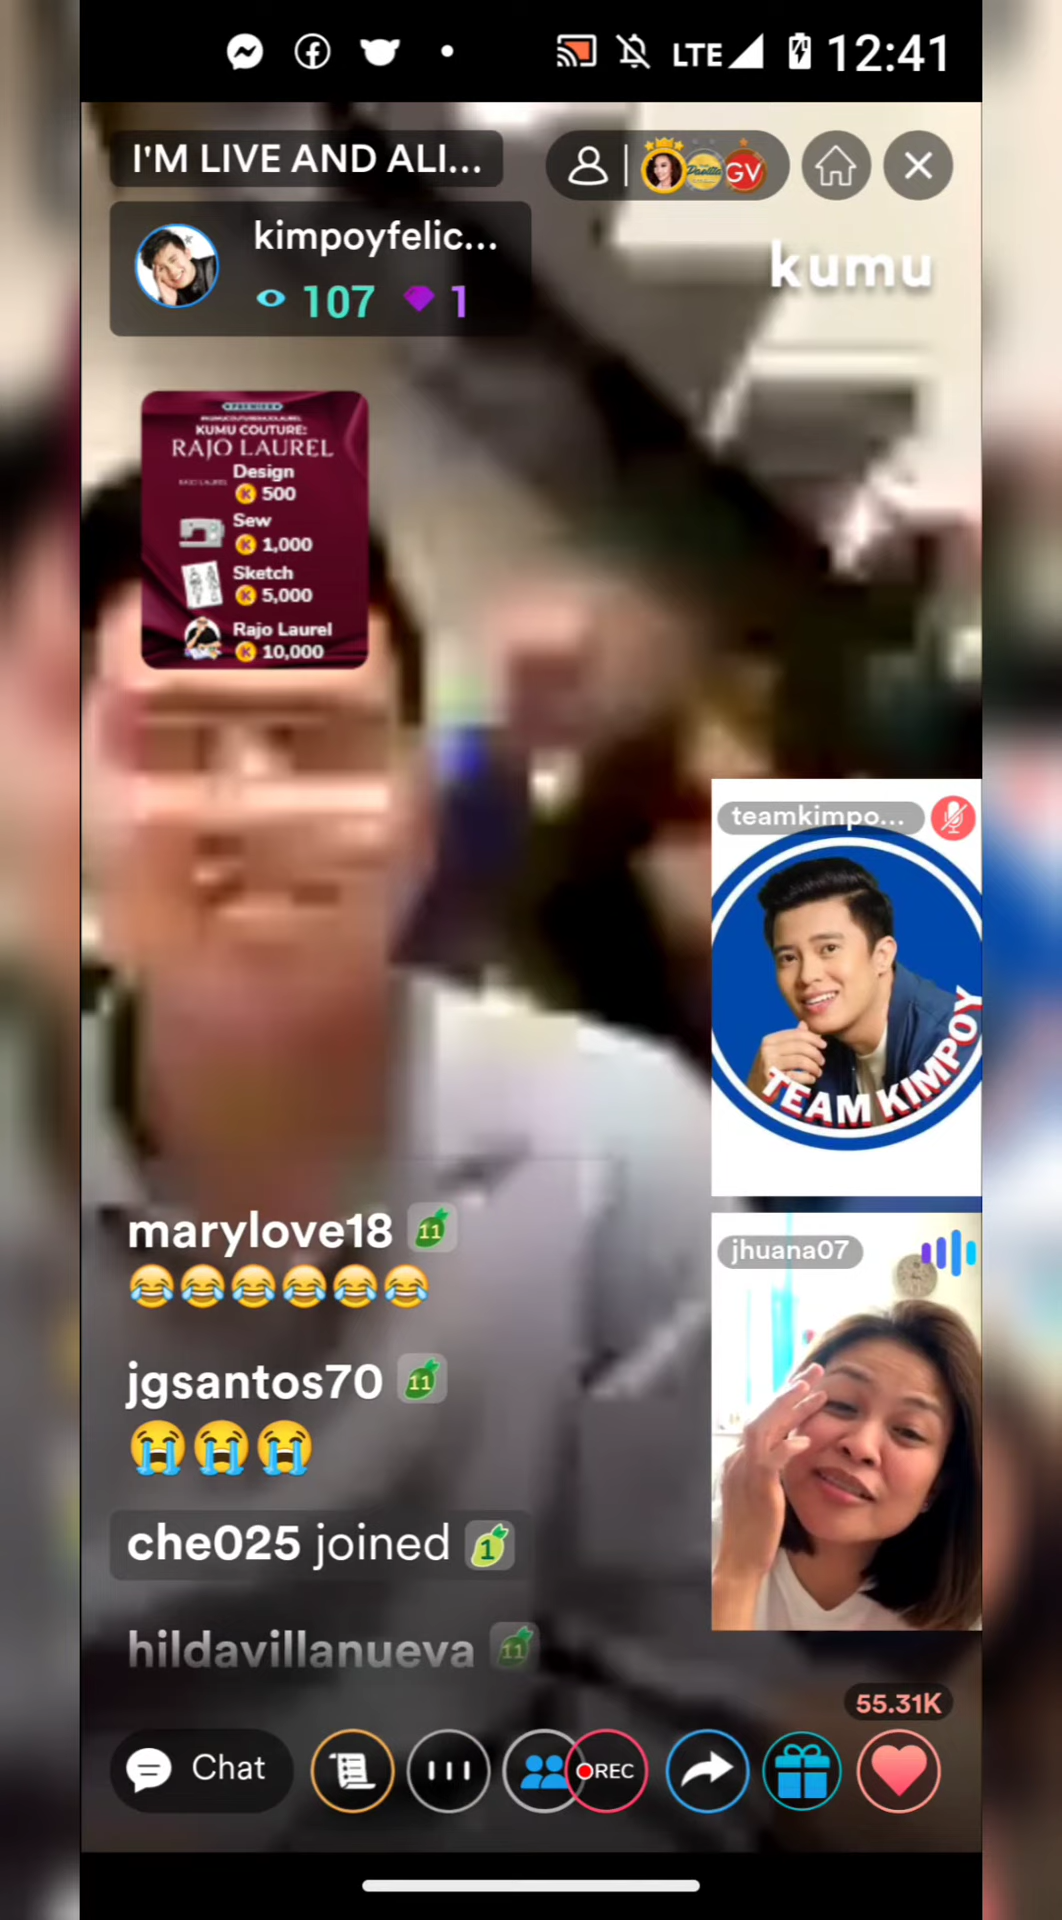 LTE 12:41
I'M LIVE AND ALI...
GV
kimpoyfelic...
107 1
kumu
KUMU COUTURE:
RAJO LAUREL
Design
500
Sew
1,000
Sketch
5,000
Rajo Laurel
10,000
teamkimpo...
TEAM KIMPOY
jhuana07
marylove18 11
😂😂😂😂😂😂
jgsantos70 11
😭😭😭
che025 joined 1
hildavillanueva 11
55.31K
Chat
REC